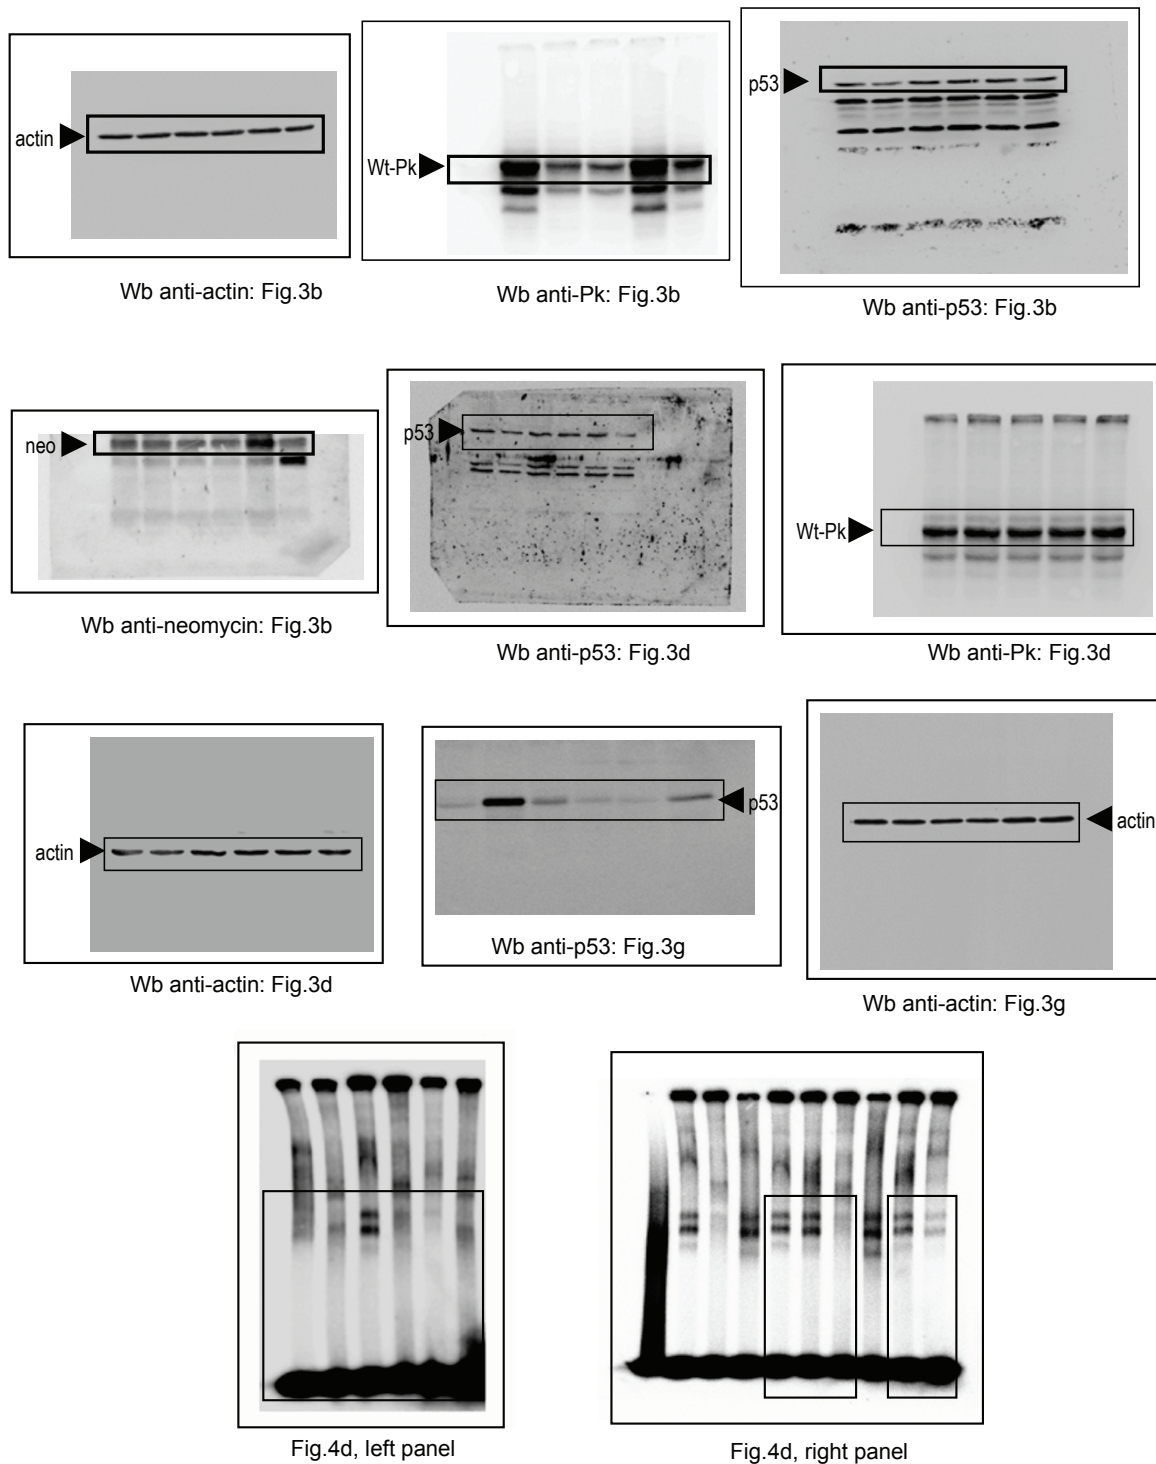 actin
Wt-Pk
p53
Wb anti-actin: Fig.3b
Wb anti-Pk: Fig.3b
Wb anti-p53: Fig.3b
neo
p53
Wt-Pk
Wb anti-neomycin: Fig.3b
Wb anti-p53: Fig.3d
Wb anti-Pk: Fig.3d
actin
p53
actin
Wb anti-actin: Fig.3d
Wb anti-p53: Fig.3g
Wb anti-actin: Fig.3g
Fig.4d, left panel
Fig.4d, right panel